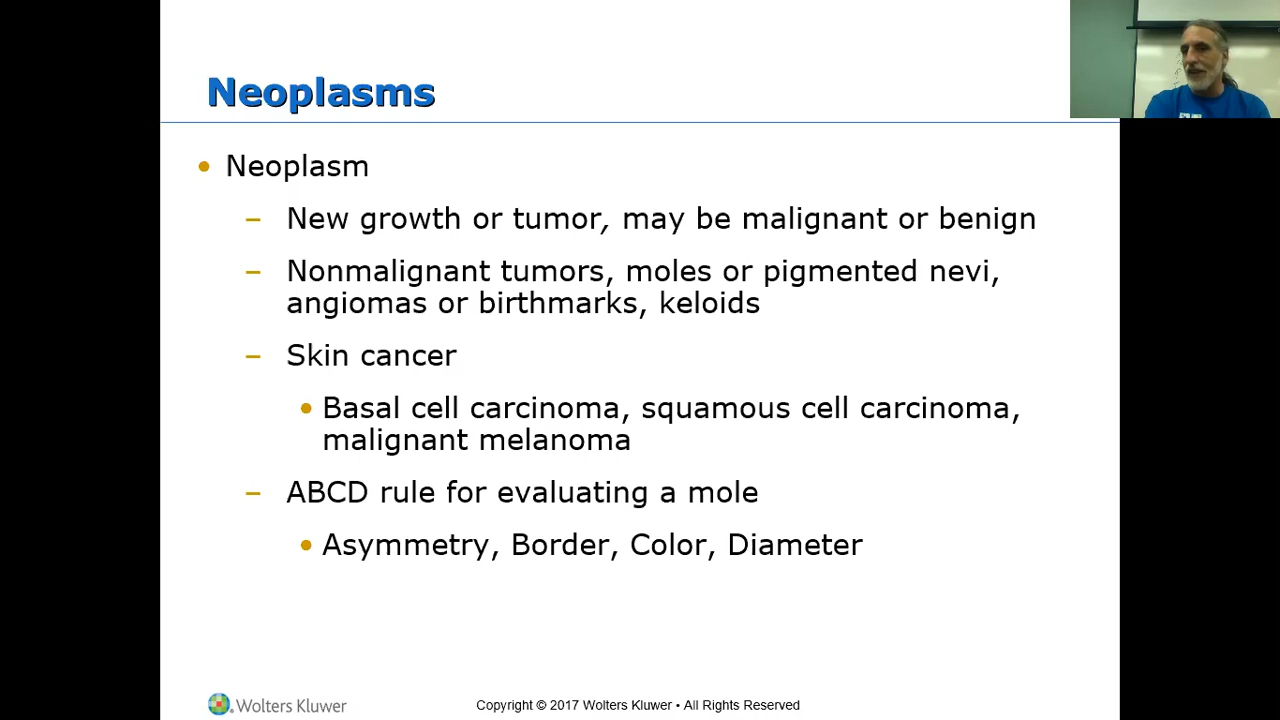 Neoplasms
• Neoplasm
– New growth or tumor, may be malignant or benign
– Nonmalignant tumors, moles or pigmented nevi,
angiomas or birthmarks, keloids
– Skin cancer
• Basal cell carcinoma, squamous cell carcinoma,
malignant melanoma
– ABCD rule for evaluating a mole
• Asymmetry, Border, Color, Diameter
Wolters Kluwer
Copyright © 2017 Wolters Kluwer • All Rights Reserved